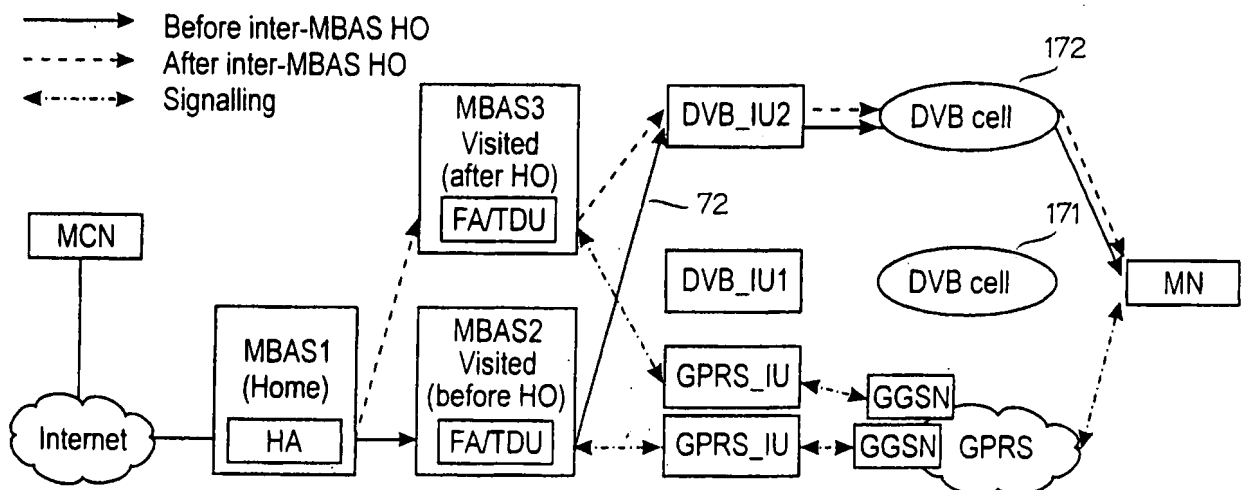 Before inter-MBAS HO
After inter-MBAS HO
Signalling
172
MBAS3
Visited
(after HO)
FA/TDU
DVB_IU2
DVB cell
72
MCN
171
DVB_IU1
DVB cell
MN
MBAS1
(Home)
HA
MBAS2
Visited
(before HO)
FA/TDU
GPRS_IU
GGSN
Internet
GPRS_IU
GGSN
GPRS